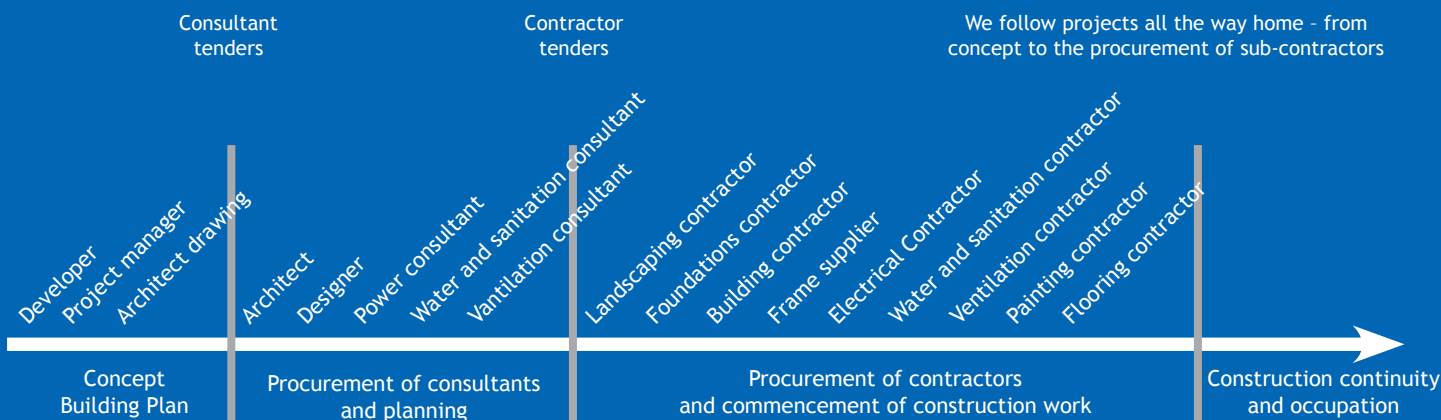 Consultant
tenders
Contractor
tenders
We follow projects all the way home - from
concept to the procurement of sub-contractors
Developer
Project manager
Architect drawing
Architect
Designer
Power consultant
Water and sanitation consultant
Vantilation consultant
Landscaping contractor
Foundations contractor
Building contractor
Frame supplier
Electrical Contractor
Water and sanitation contractor
Ventilation contractor
Painting contractor
Flooring contractor
Concept
Building Plan
Procurement of consultants
and planning
Procurement of contractors
and commencement of construction work
Construction continuity
and occupation